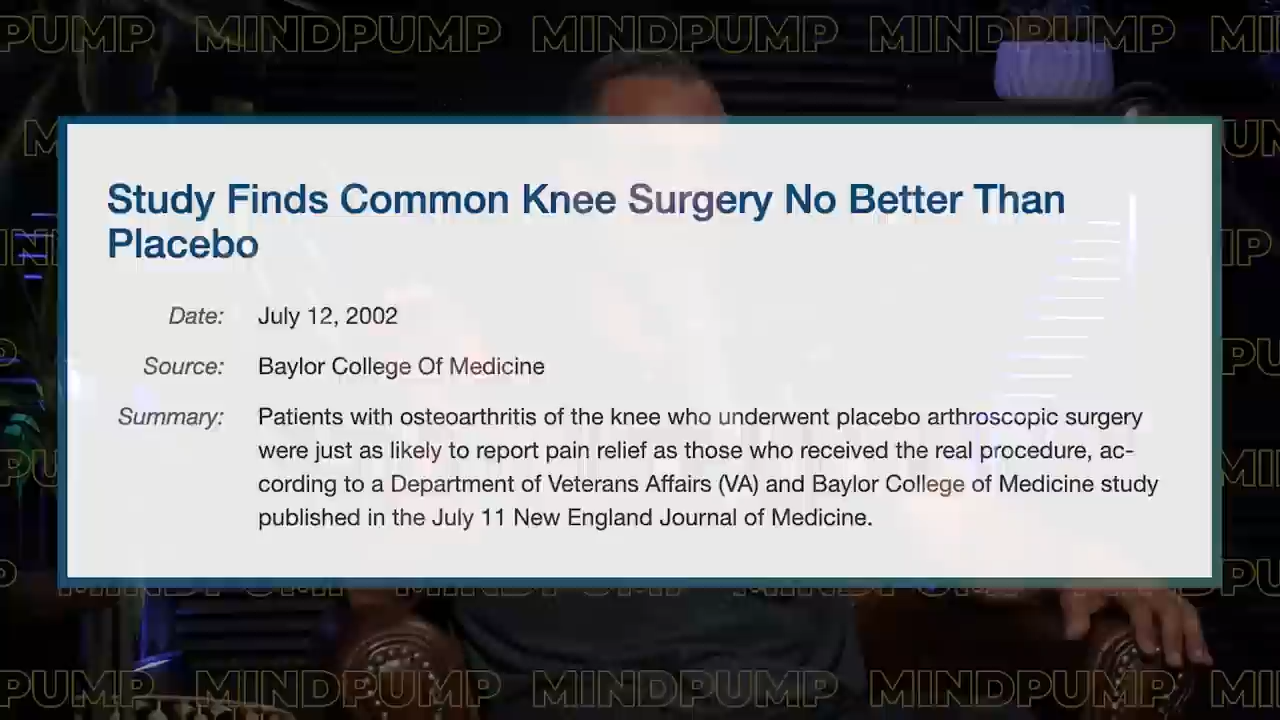 PUMP MINDPUMP MINDPUMP MINDPUMP
Study Finds Common Knee Surgery No Better Than
Placebo
Date: July 12, 2002
Source: Baylor College Of Medicine
Summary: Patients with osteoarthritis of the knee who underwent placebo arthroscopic surgery
were just as likely to report pain relief as those who received the real procedure, ac-
cording to a Department of Veterans Affairs (VA) and Baylor College of Medicine study
published in the July 11 New England Journal of Medicine.
MINDPUMP MINDPUMP MINDPUMP
PUMP MINDPUMP MINDPUMP MINDPUMP